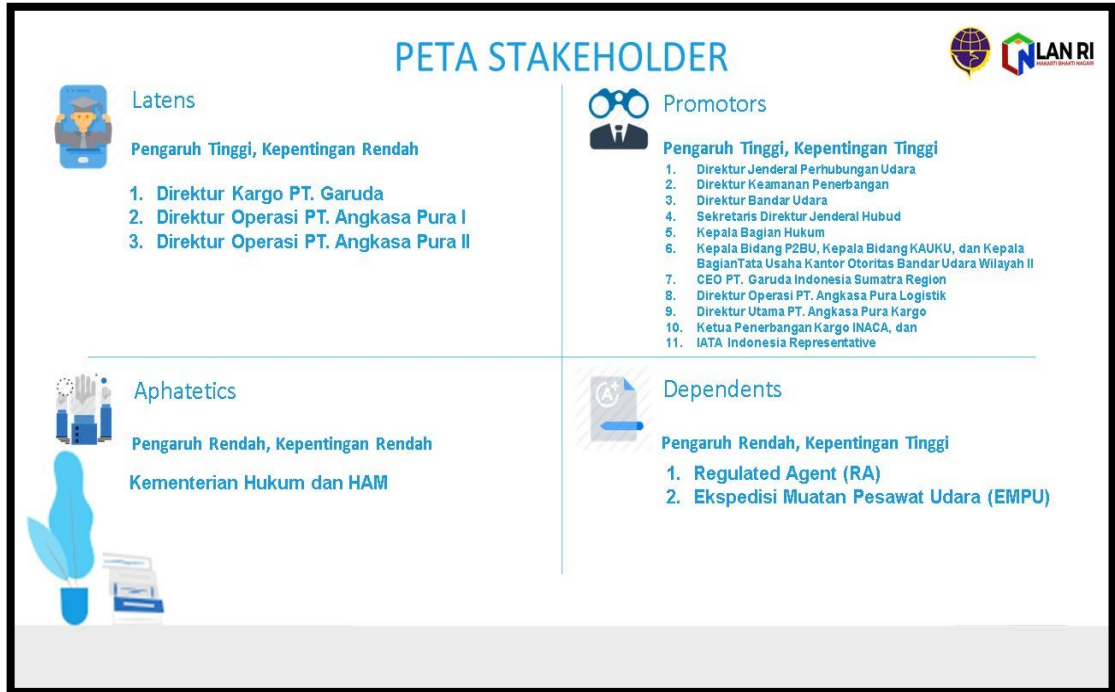 PETA STAKEHOLDER
LAN RI
MAKARTI BHAKTI NAGARI
Latens
Pengaruh Tinggi, Kepentingan Rendah
1. Direktur Kargo PT. Garuda
2. Direktur Operasi PT. Angkasa Pura I
3. Direktur Operasi PT. Angkasa Pura II
Promotors
Pengaruh Tinggi, Kepentingan Tinggi
1. Direktur Jenderal Perhubungan Udara
2. Direktur Keamanan Penerbangan
3. Direktur Bandar Udara
4. Sekretaris Direktur Jenderal Hubud
5. Kepala Bagian Hukum
6. Kepala Bidang P2BU, Kepala Bidang KAUKU, dan Kepala
BagianTata Usaha Kantor Otoritas Bandar Udara Wilayah II
7. CEO PT. Garuda Indonesia Sumatra Region
8. Direktur Operasi PT. Angkasa Pura Logistik
9. Direktur Utama PT. Angkasa Pura Kargo
10. Ketua Penerbangan Kargo INACA, dan
11. IATA Indonesia Representative
Aphatetics
Pengaruh Rendah, Kepentingan Rendah
Kementerian Hukum dan HAM
Dependents
A+
Pengaruh Rendah, Kepentingan Tinggi
1. Regulated Agent (RA)
2. Ekspedisi Muatan Pesawat Udara (EMPU)